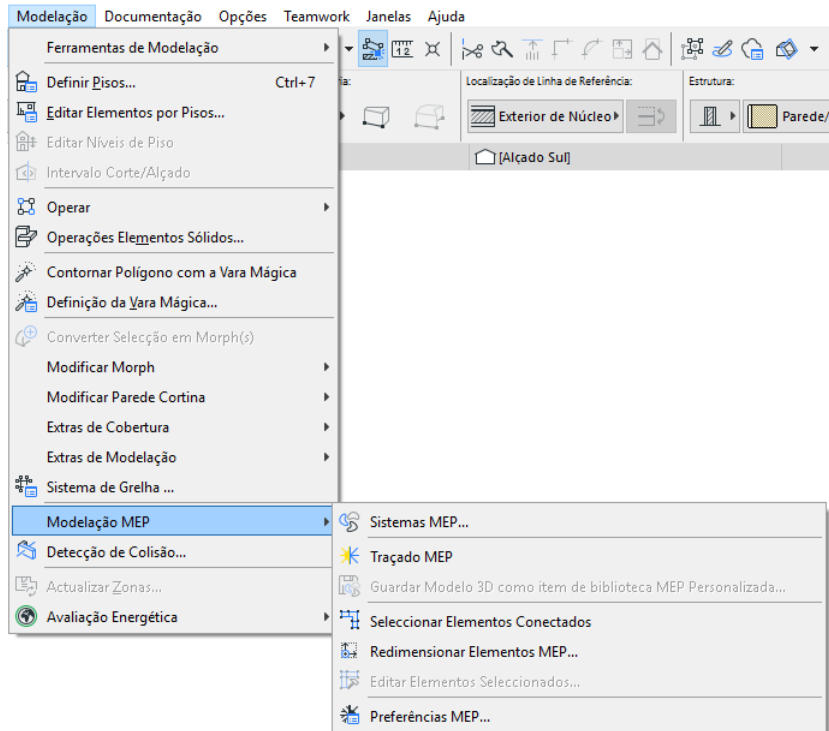 Modelação Documentação Opções Teamwork Janelas Ajuda
Ferramentas de Modelação
Definir Pisos... Ctrl+7
Editar Elementos por Pisos...
Editar Níveis de Piso
Intervalo Corte/Alçado
Operar
Operações Elementos Sólidos...
Contornar Polígono com a Vara Mágica
Definição da Vara Mágica...
Converter Selecção em Morph(s)
Modificar Morph
Modificar Parede Cortina
Extras de Cobertura
Extras de Modelação
Sistema de Grelha ...
Modelação MEP
Detecção de Colisão...
Actualizar Zonas...
Avaliação Energética
1 2
ia: Localização de Linha de Referência: Estrutura:
Exterior de Núcleo Parede/
[Alçado Sul]
Sistemas MEP...
Traçado MEP
Guardar Modelo 3D como item de biblioteca MEP Personalizada...
Seleccionar Elementos Conectados
Redimensionar Elementos MEP...
Editar Elementos Seleccionados...
Preferências MEP...